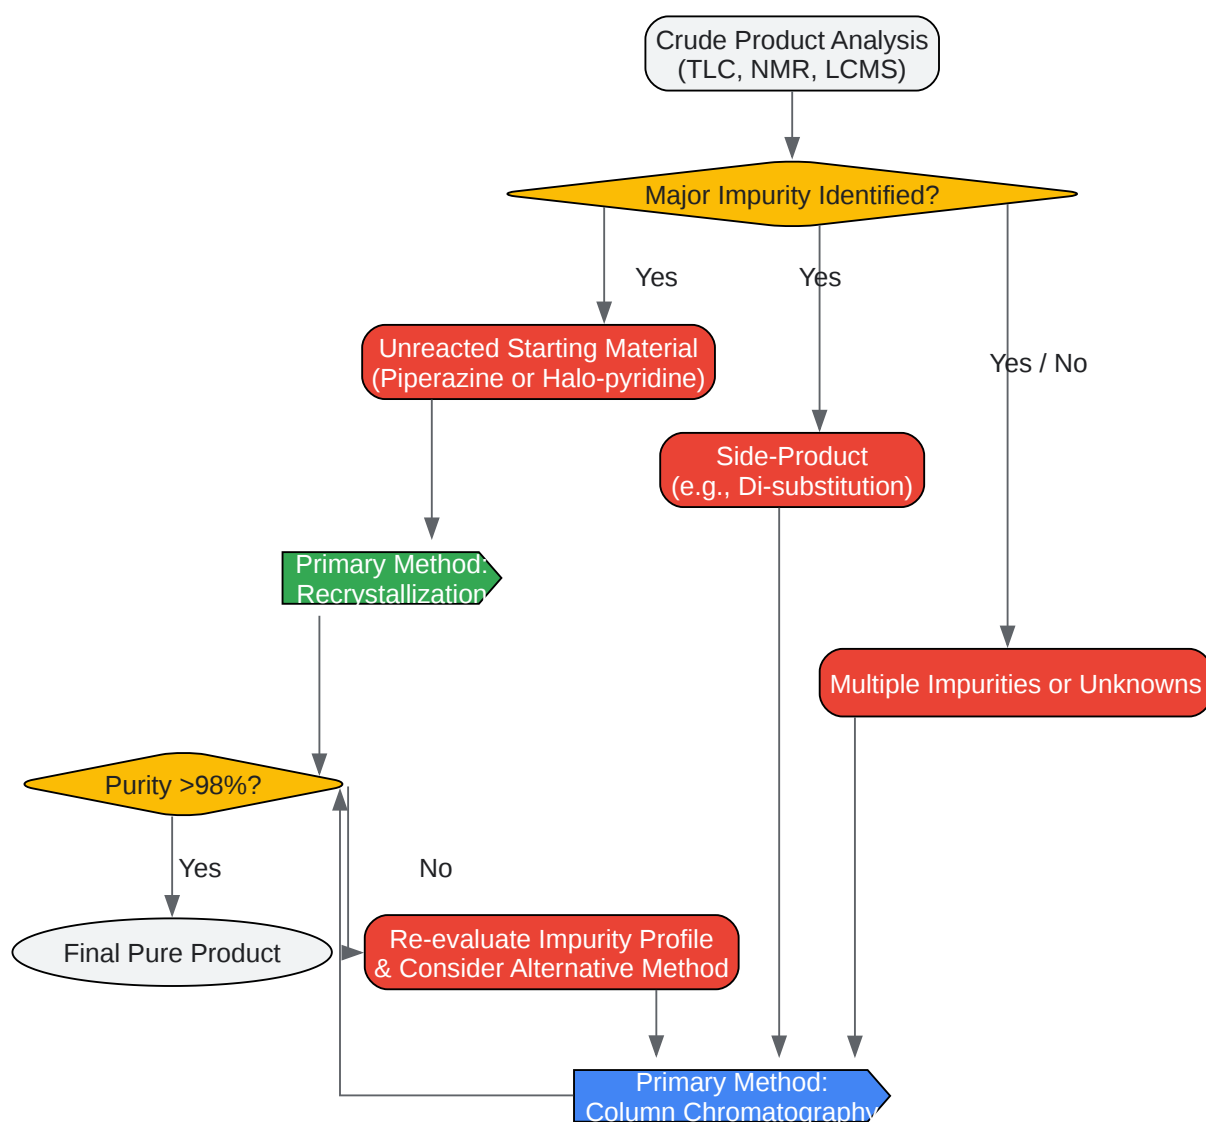 Crude Product Analysis
(TLC, NMR, LCMS)
Major Impurity Identified?
Yes
Yes
Yes / No
Unreacted Starting Material
(Piperazine or Halo-pyridine)
Side-Product
(e.g., Di-substitution)
Primary Method:
Recrystallization
Multiple Impurities or Unknowns
Purity >98%?
Yes
No
Final Pure Product
Re-evaluate Impurity Profile
& Consider Alternative Method
Primary Method:
Column Chromatography